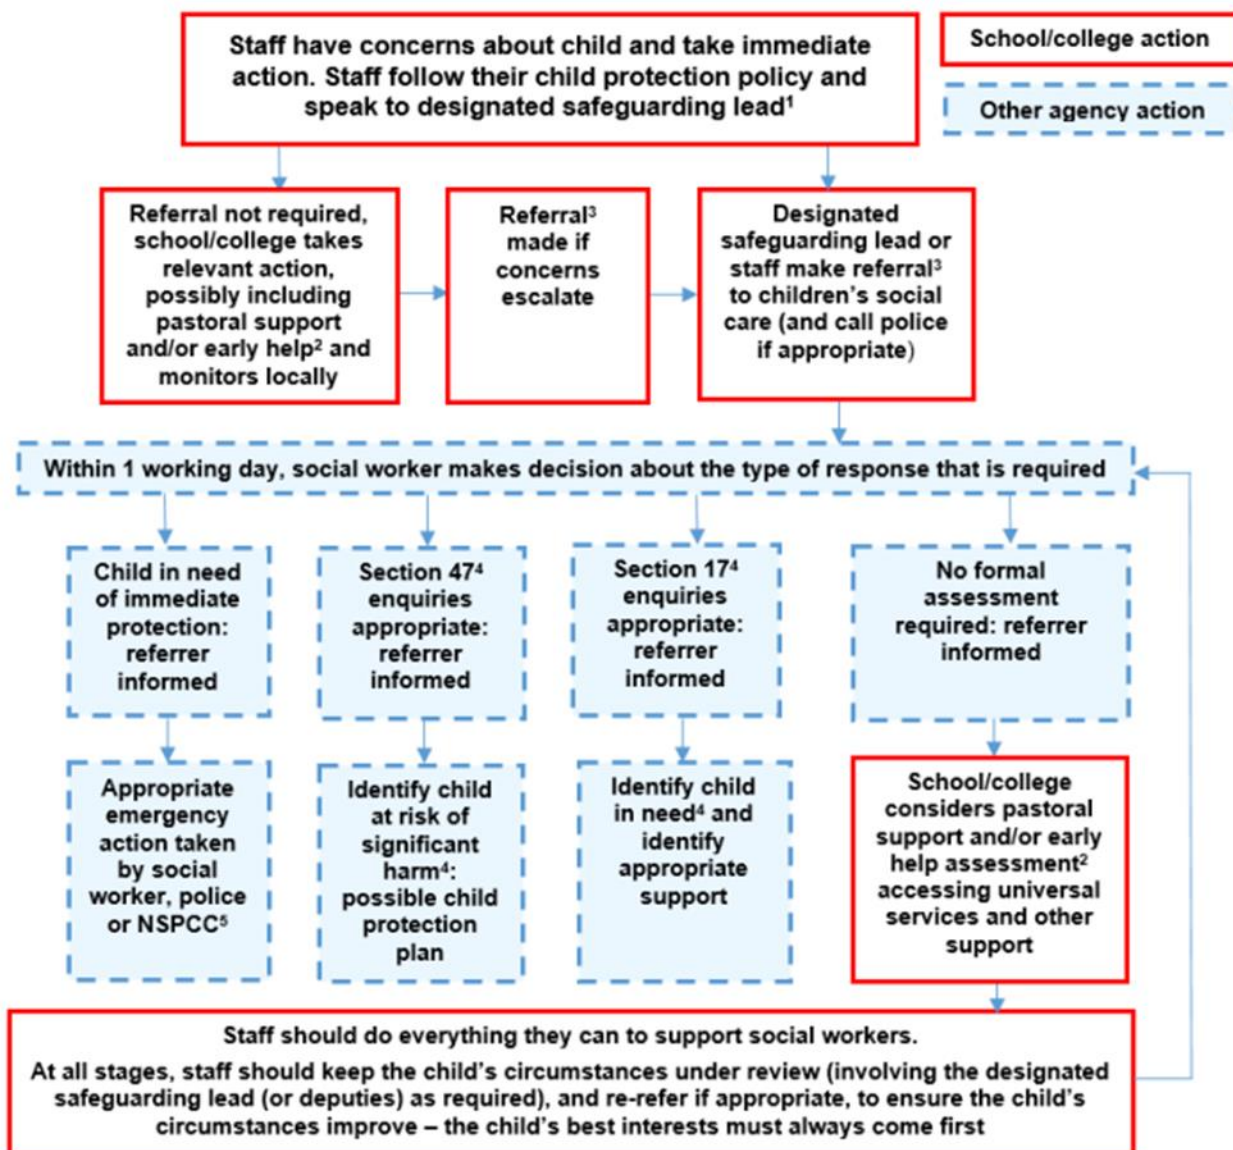 Staff have concerns about child and take immediate
action. Staff follow their child protection policy and
speak to designated safeguarding lead¹
School/college action
Other agency action
Referral not required,
school/college takes
relevant action,
possibly including
pastoral support
and/or early help² and
monitors locally
Referral³
made if
concerns
escalate
Designated
safeguarding lead or
staff make referral³
to children's social
care (and call police
if appropriate)
Within 1 working day, social worker makes decision about the type of response that is required
Child in need
of immediate
protection:
referrer
informed
Section 47⁴
enquiries
appropriate:
referrer
informed
Section 17⁴
enquiries
appropriate:
referrer
informed
No formal
assessment
required: referrer
informed
Appropriate
emergency
action taken
by social
worker, police
or NSPCC⁵
Identify child
at risk of
significant
harm⁴:
possible child
protection
plan
Identify child
in need⁴ and
identify
appropriate
support
School/college
considers pastoral
support and/or early
help assessment²
accessing universal
services and other
support
Staff should do everything they can to support social workers.
At all stages, staff should keep the child's circumstances under review (involving the designated
safeguarding lead (or deputies) as required), and re-refer if appropriate, to ensure the child's
circumstances improve – the child's best interests must always come first